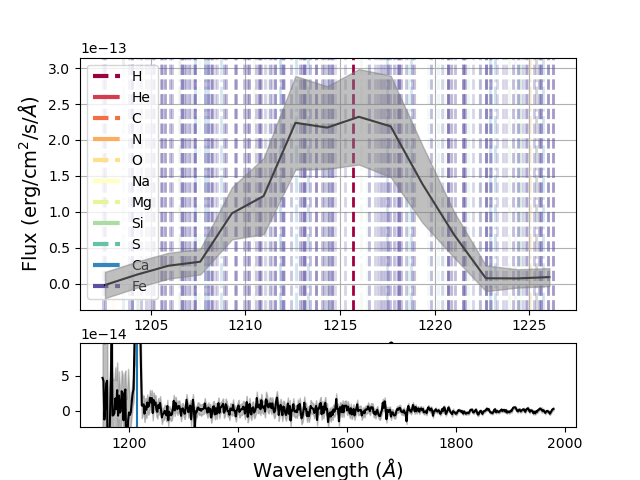 1e−13
3.0
2.5
2.0
1.5
1.0
0.5
0.0
Flux (erg/cm²/s/Å)
H
He
C
N
O
Na
Mg
Si
S
Ca
Fe
1205 1210 1215 1220 1225
1e−14
5
0
1200 1400 1600 1800 2000
Wavelength (Å)